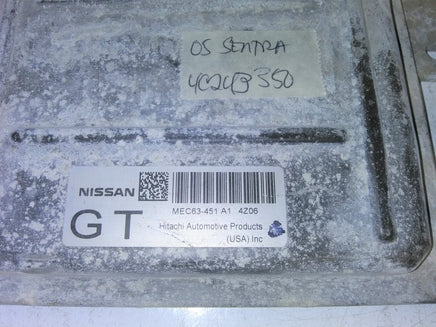 05 SENTRA
4C24B350
NISSAN
MEC63-451 A1 4Z06
GT
Hitachi Automotive Products
(USA).Inc